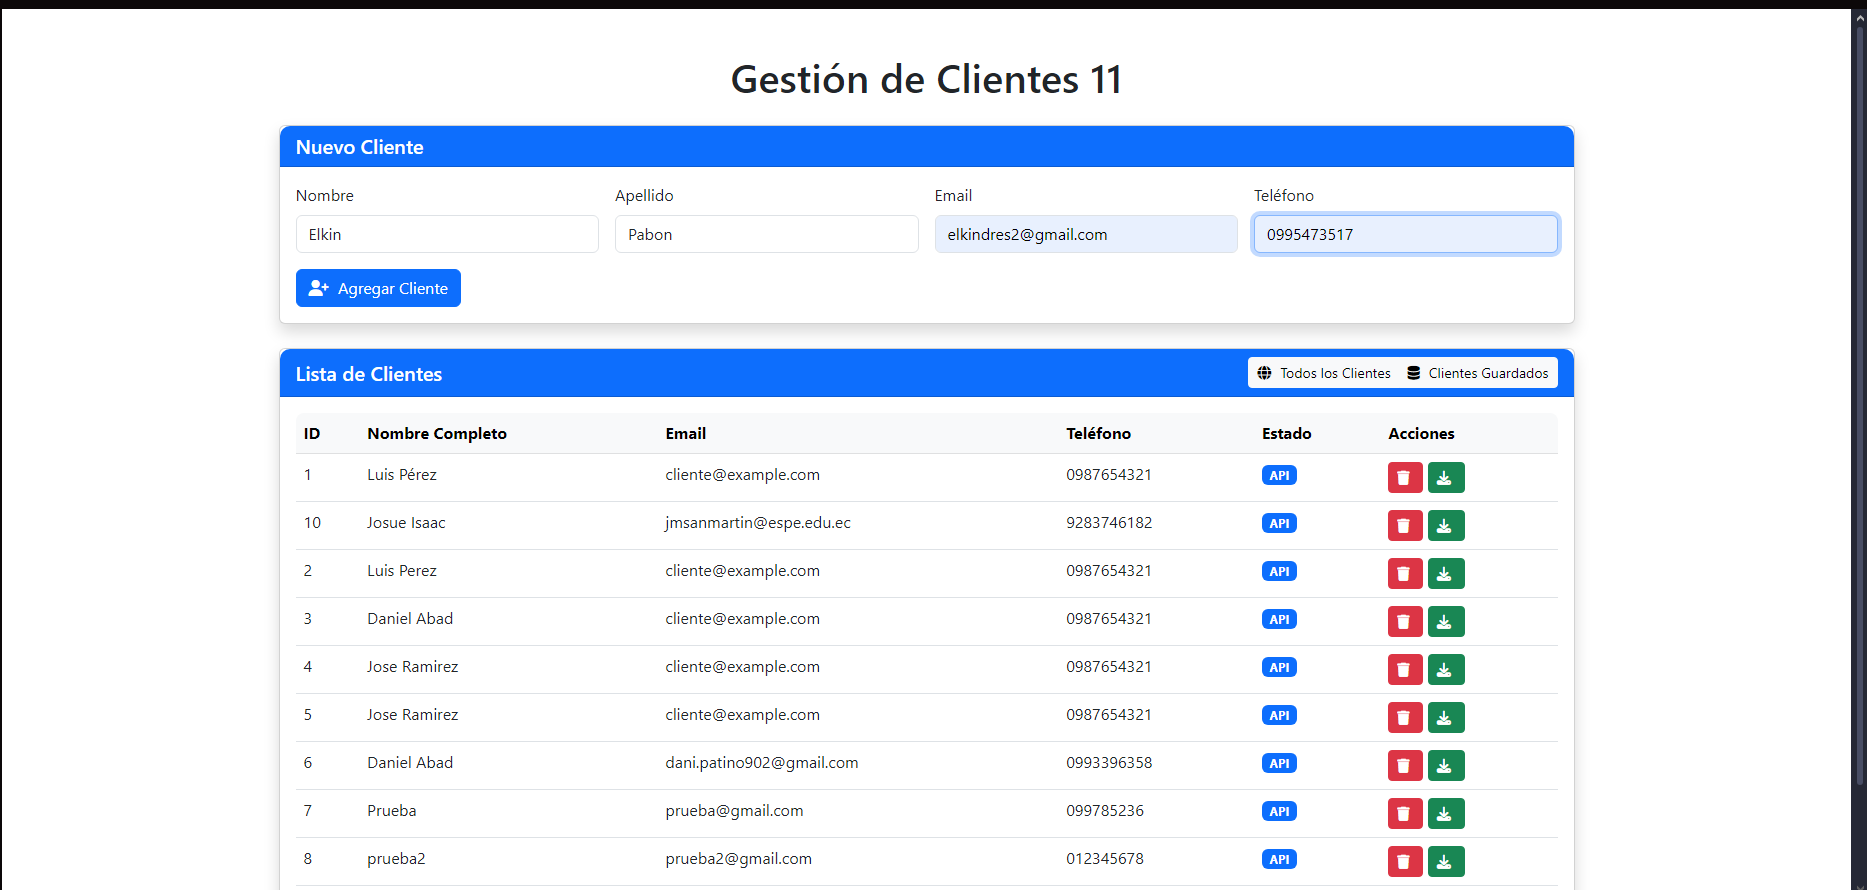 Gestión de Clientes 11
Nuevo Cliente
Nombre Apellido Email Teléfono
Elkin Pabon elkindres2@gmail.com 0995473517
Agregar Cliente
Lista de Clientes Todos los Clientes Clientes Guardados
ID Nombre Completo Email Teléfono Estado Acciones
1 Luis Pérez cliente@example.com 0987654321 API
10 Josue Isaac jmsanmartin@espe.edu.ec 9283746182 API
2 Luis Perez cliente@example.com 0987654321 API
3 Daniel Abad cliente@example.com 0987654321 API
4 Jose Ramirez cliente@example.com 0987654321 API
5 Jose Ramirez cliente@example.com 0987654321 API
6 Daniel Abad dani.patino902@gmail.com 0993396358 API
7 Prueba prueba@gmail.com 099785236 API
8 prueba2 prueba2@gmail.com 012345678 API